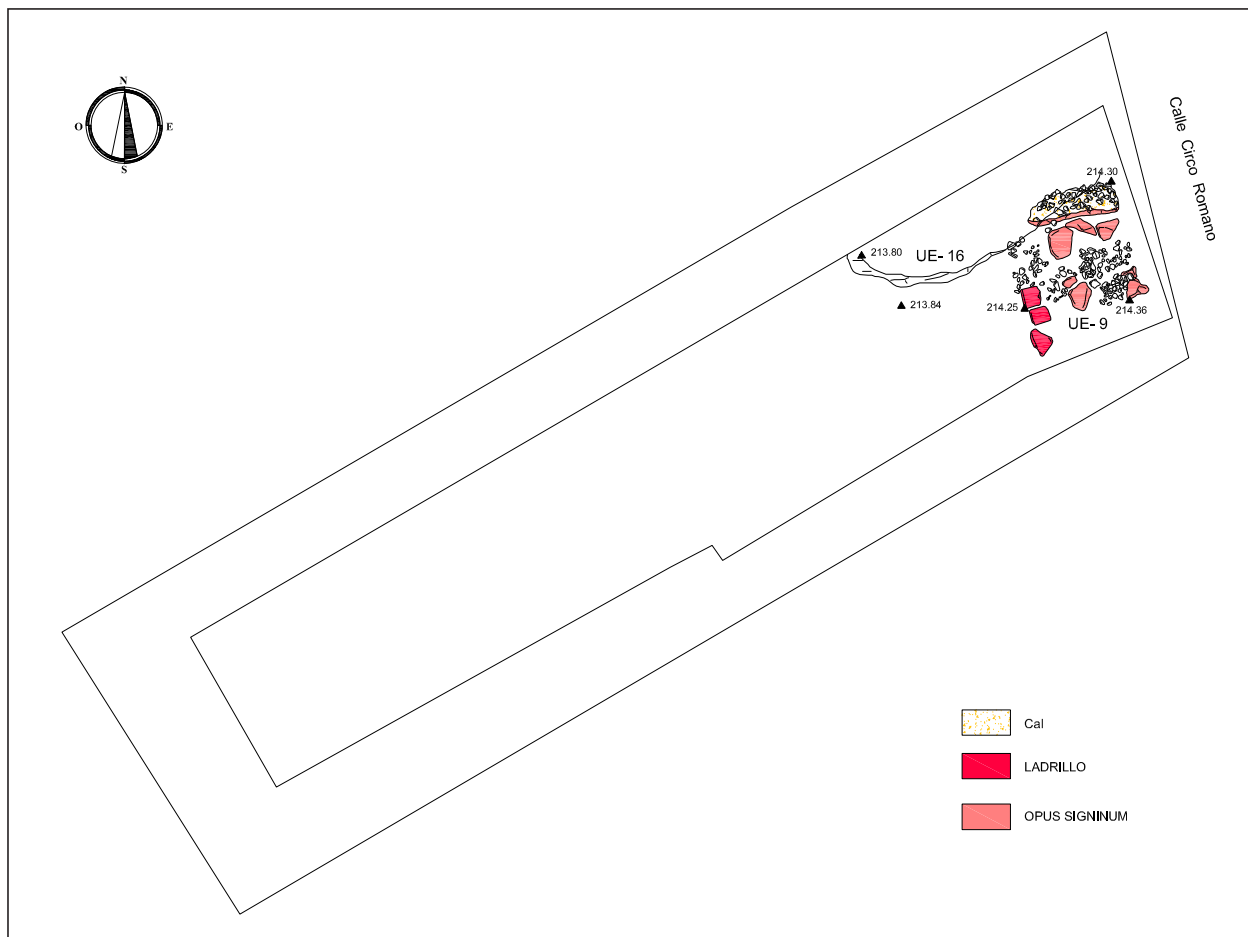 N
O E
S
Calle Circo Romano
214.30
213.80
UE- 16
213.84
214.25
214.36
UE- 9
Cal
LADRILLO
OPUS SIGNINUM